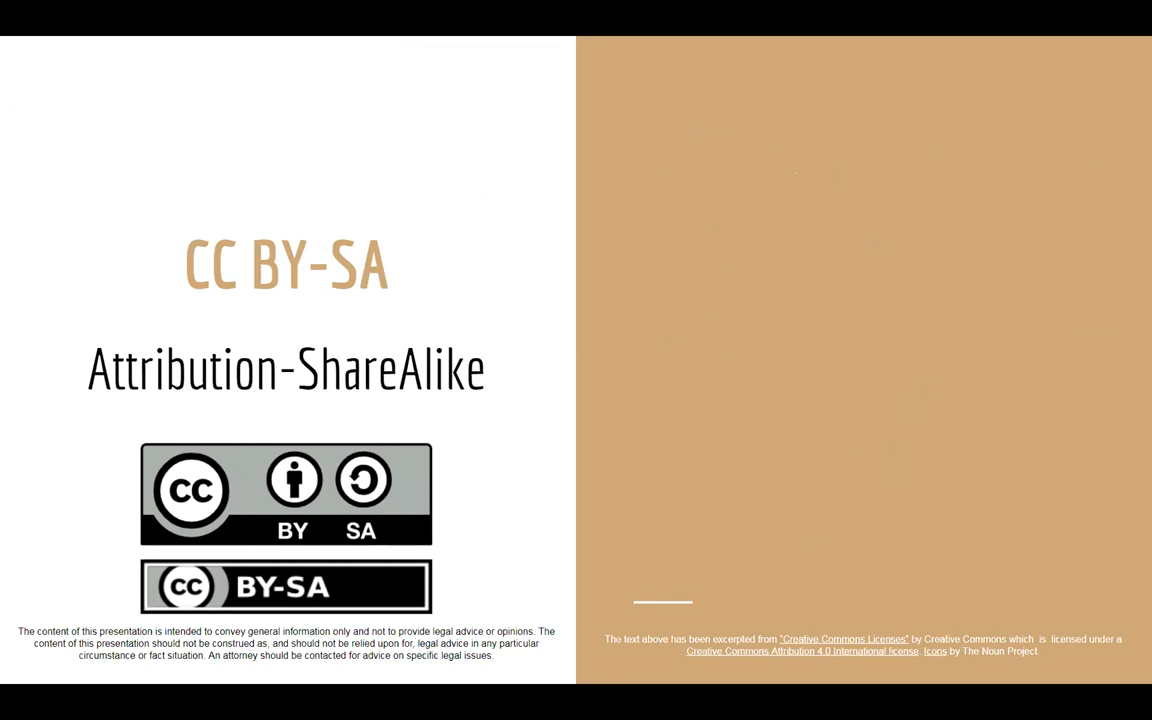 CC BY-SA
Attribution-ShareAlike
CC
BY SA
CC BY-SA
The content of this presentation is intended to convey general information only and not to provide legal advice or opinions. The
content of this presentation should not be construed as, and should not be relied upon for, legal advice in any particular
circumstance or fact situation. An attorney should be contacted for advice on specific legal issues.
The text above has been excerpted from "Creative Commons Licenses" by Creative Commons which is licensed under a
Creative Commons Attribution 4.0 International license. Icons by The Noun Project.